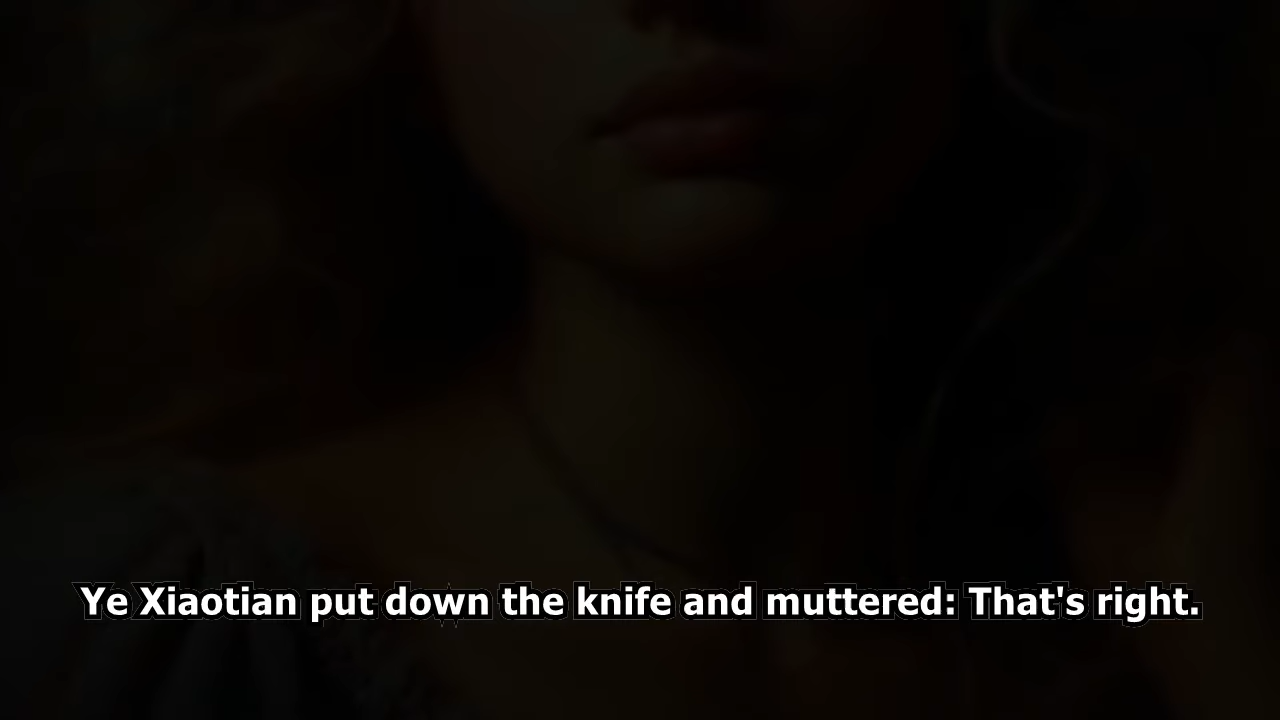 Ye Xiaotian put down the knife and muttered: That's right.